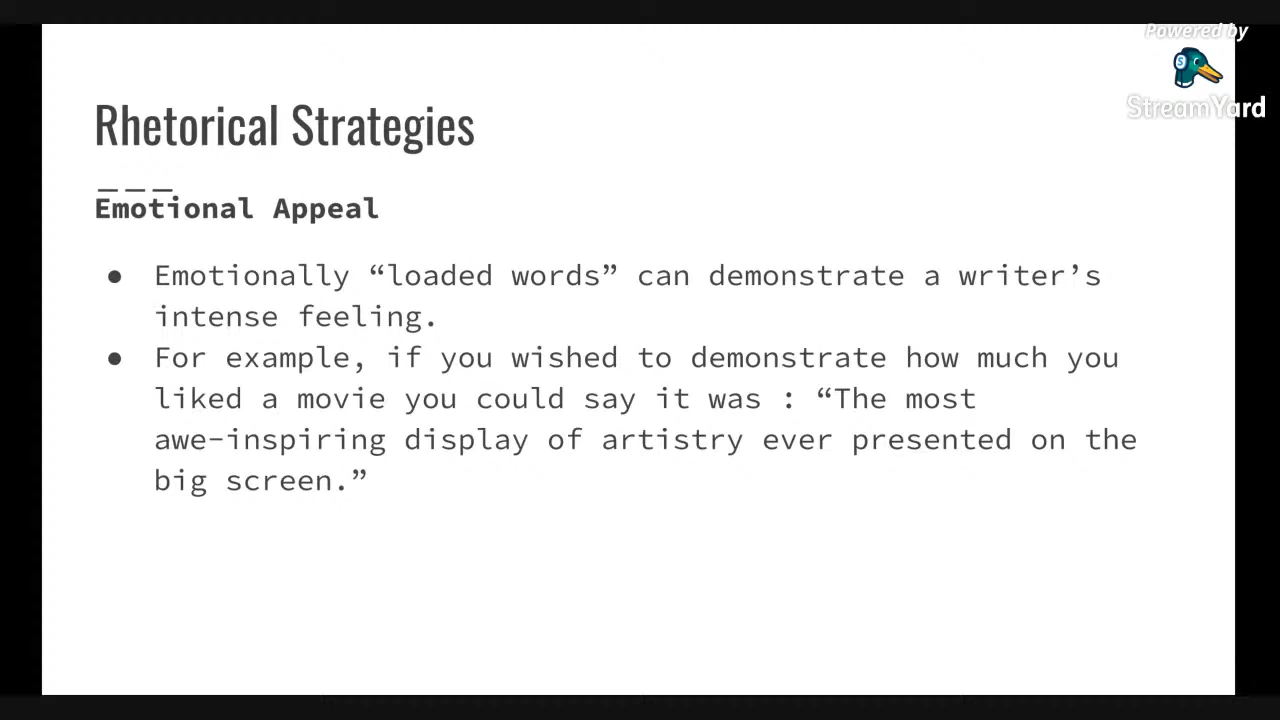 Powered by
StreamYard
Rhetorical Strategies
Emotional Appeal
● Emotionally “loaded words” can demonstrate a writer’s
intense feeling.
● For example, if you wished to demonstrate how much you
liked a movie you could say it was : “The most
awe-inspiring display of artistry ever presented on the
big screen.”